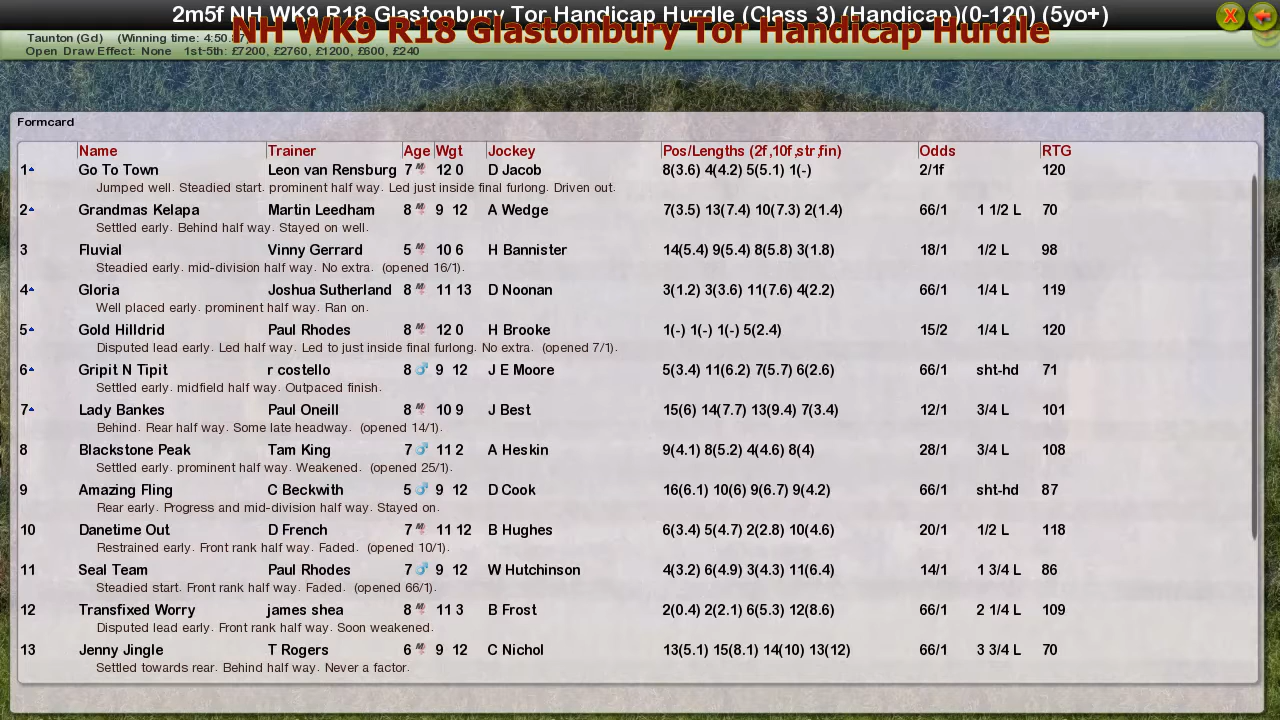 2m5f NH WK9 R18 Glastonbury Tor Handicap Hurdle (Class 3) (Handicap)(0-120) (5yo+)
NH WK9 R18 Glastonbury Tor Handicap Hurdle
Taunton (Gd) (Winning time: 4:50.
Open Draw Effect: None 1st-5th: £7200, £2760, £1200, £600, £240
Formcard
Name Trainer Age Wgt Jockey Pos/Lengths (2f,10f,str,fin) Odds RTG
1 Go To Town Leon van Rensburg 7 12 0 D Jacob 8(3.6) 4(4.2) 5(5.1) 1(-) 2/1f 120
Jumped well. Steadied start. prominent half way. Led just inside final furlong. Driven out.
2 Grandmas Kelapa Martin Leedham 8 9 12 A Wedge 7(3.5) 13(7.4) 10(7.3) 2(1.4) 66/1 1 1/2 L 70
Settled early. Behind half way. Stayed on well.
3 Fluvial Vinny Gerrard 5 10 6 H Bannister 14(5.4) 9(5.4) 8(5.8) 3(1.8) 18/1 1/2 L 98
Steadied early. mid-division half way. No extra. (opened 16/1).
4 Gloria Joshua Sutherland 8 11 13 D Noonan 3(1.2) 3(3.6) 11(7.6) 4(2.2) 66/1 1/4 L 119
Well placed early. prominent half way. Ran on.
5 Gold Hilldrid Paul Rhodes 8 12 0 H Brooke 1(-) 1(-) 1(-) 5(2.4) 15/2 1/4 L 120
Disputed lead early. Led half way. Led to just inside final furlong. No extra. (opened 7/1).
6 Gripit N Tipit r costello 8 9 12 J E Moore 5(3.4) 11(6.2) 7(5.7) 6(2.6) 66/1 sht-hd 71
Settled early. midfield half way. Outpaced finish.
7 Lady Bankes Paul Oneill 8 10 9 J Best 15(6) 14(7.7) 13(9.4) 7(3.4) 12/1 3/4 L 101
Behind. Rear half way. Some late headway. (opened 14/1).
8 Blackstone Peak Tam King 7 11 2 A Heskin 9(4.1) 8(5.2) 4(4.6) 8(4) 28/1 3/4 L 108
Settled early. prominent half way. Weakened. (opened 25/1).
9 Amazing Fling C Beckwith 5 9 12 D Cook 16(6.1) 10(6) 9(6.7) 9(4.2) 66/1 sht-hd 87
Rear early. Progress and mid-division half way. Stayed on.
10 Danetime Out D French 7 11 12 B Hughes 6(3.4) 5(4.7) 2(2.8) 10(4.6) 20/1 1/2 L 118
Restrained early. Front rank half way. Faded. (opened 10/1).
11 Seal Team Paul Rhodes 7 9 12 W Hutchinson 4(3.2) 6(4.9) 3(4.3) 11(6.4) 14/1 1 3/4 L 86
Steadied start. Front rank half way. Faded. (opened 66/1).
12 Transfixed Worry james shea 8 11 3 B Frost 2(0.4) 2(2.1) 6(5.3) 12(8.6) 66/1 2 1/4 L 109
Disputed lead early. Front rank half way. Soon weakened.
13 Jenny Jingle T Rogers 6 9 12 C Nichol 13(5.1) 15(8.1) 14(10) 13(12) 66/1 3 3/4 L 70
Settled towards rear. Behind half way. Never a factor.